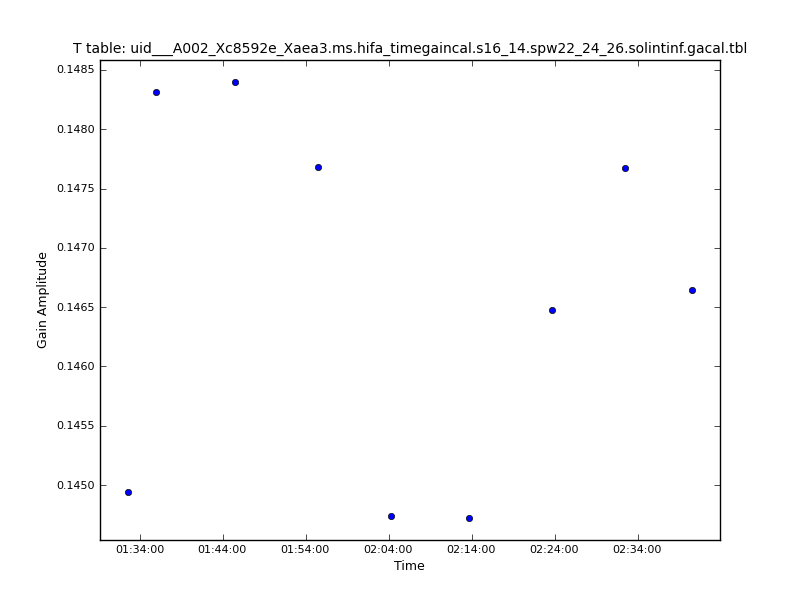 T table: uid___A002_Xc8592e_Xaea3.ms.hifa_timegaincal.s16_14.spw22_24_26.solintinf.gacal.tbl
0.1485
0.1480
0.1475
0.1470
0.1465
0.1460
0.1455
0.1450
Gain Amplitude
01:34:00 01:44:00 01:54:00 02:04:00 02:14:00 02:24:00 02:34:00
Time